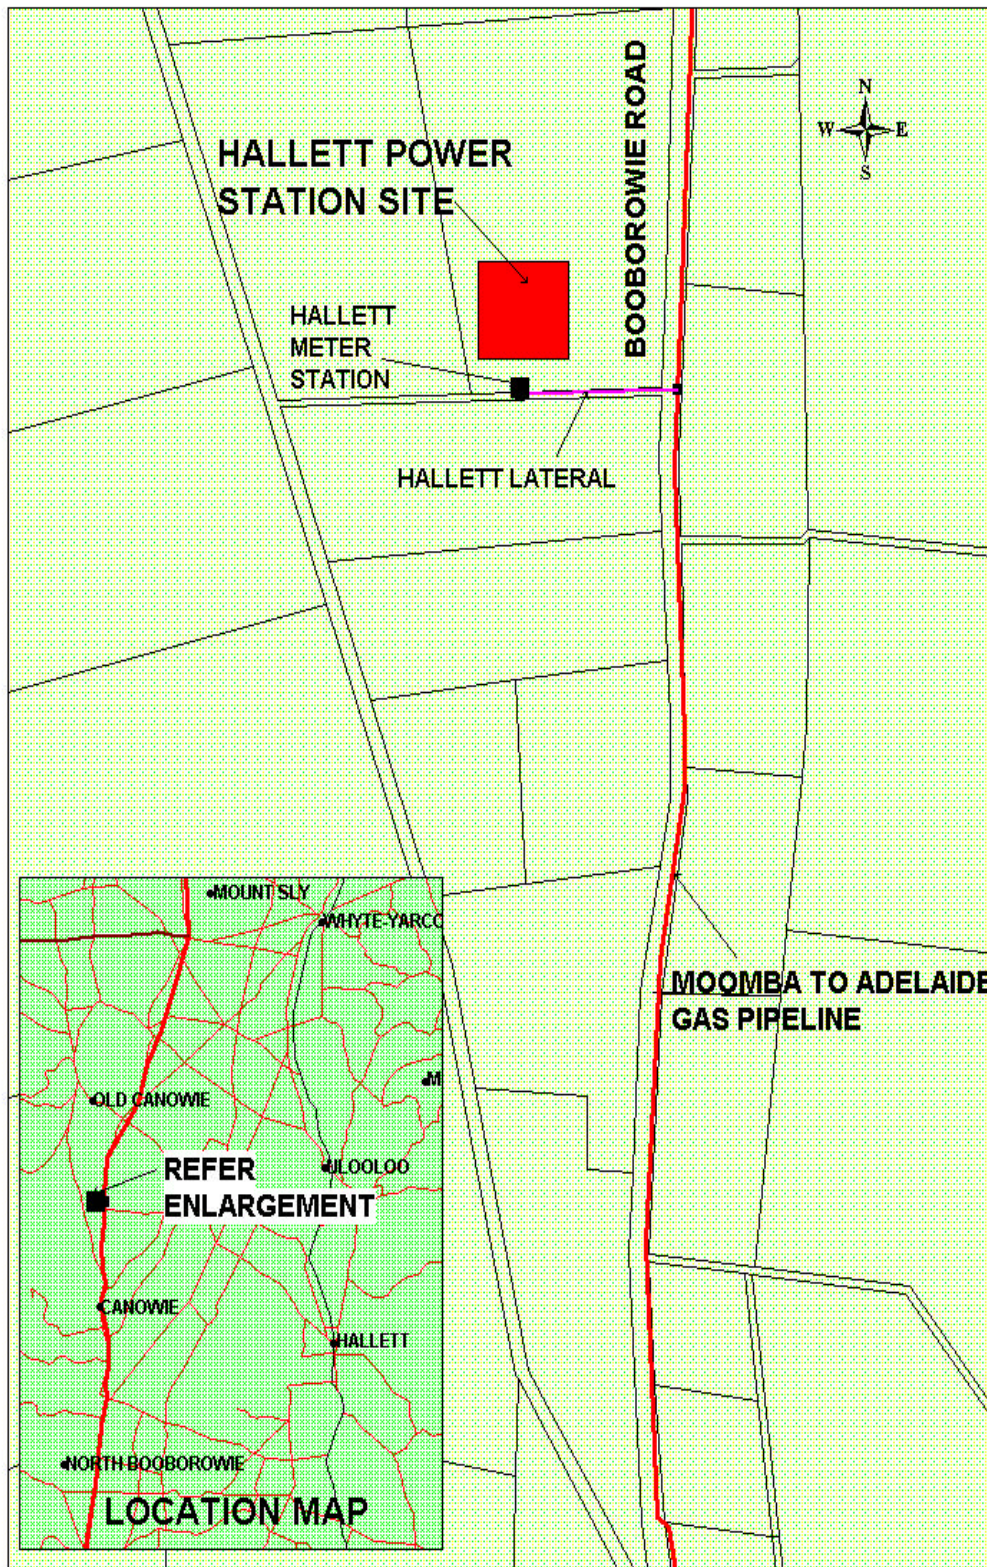 BOOBOROWIE ROAD
N
W E
S
HALLETT POWER
STATION SITE
HALLETT
METER
STATION
HALLETT LATERAL
MOOMBA TO ADELAIDE
GAS PIPELINE
MOUNT SLY
WHYTE-YARCO
M
OLD CANOWIE
ULOOLOO
REFER
ENLARGEMENT
CANOWIE
HALLETT
NORTH BOOBOROWIE
LOCATION MAP